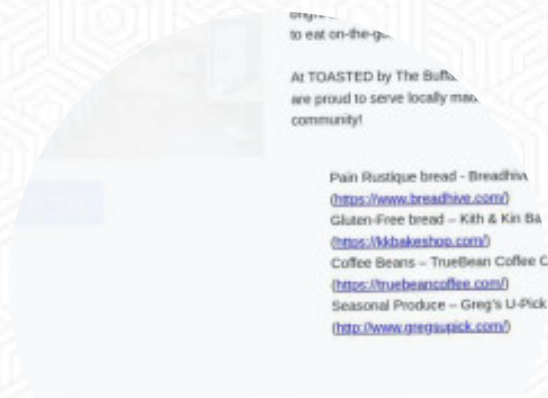 to eat on-the-go
At TOASTED by The Buffa
are proud to serve locally mad
community!
Pain Rustique bread - Breadhiv
(https://www.breadhive.com/)
Gluten-Free bread – Kith & Kin Ba
(https://kkbakeshop.com/)
Coffee Beans – TrueBean Coffee C
(https://truebeancoffee.com/)
Seasonal Produce – Greg's U-Pick
(http://www.gregsupick.com/)